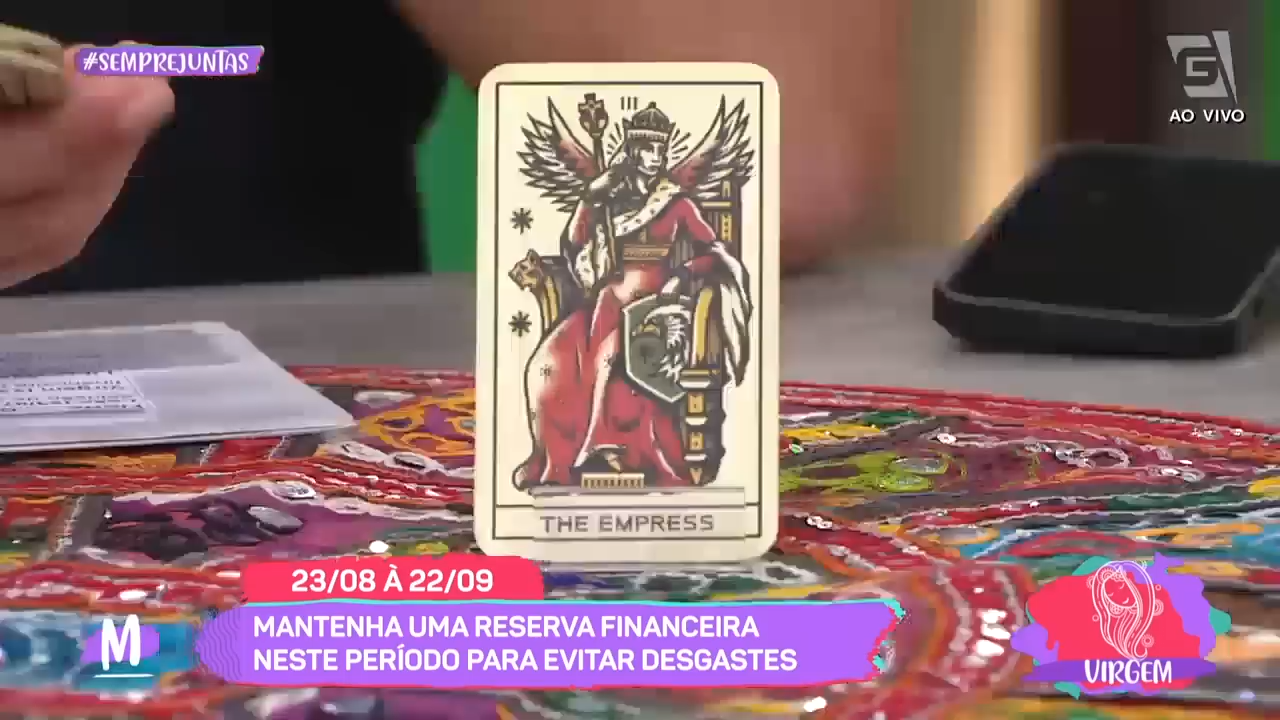 #SEMPREJUNTAS
AO VIVO
III
THE EMPRESS
23/08 À 22/09
MANTENHA UMA RESERVA FINANCEIRA
NESTE PERÍODO PARA EVITAR DESGASTES
M
VIRGEM